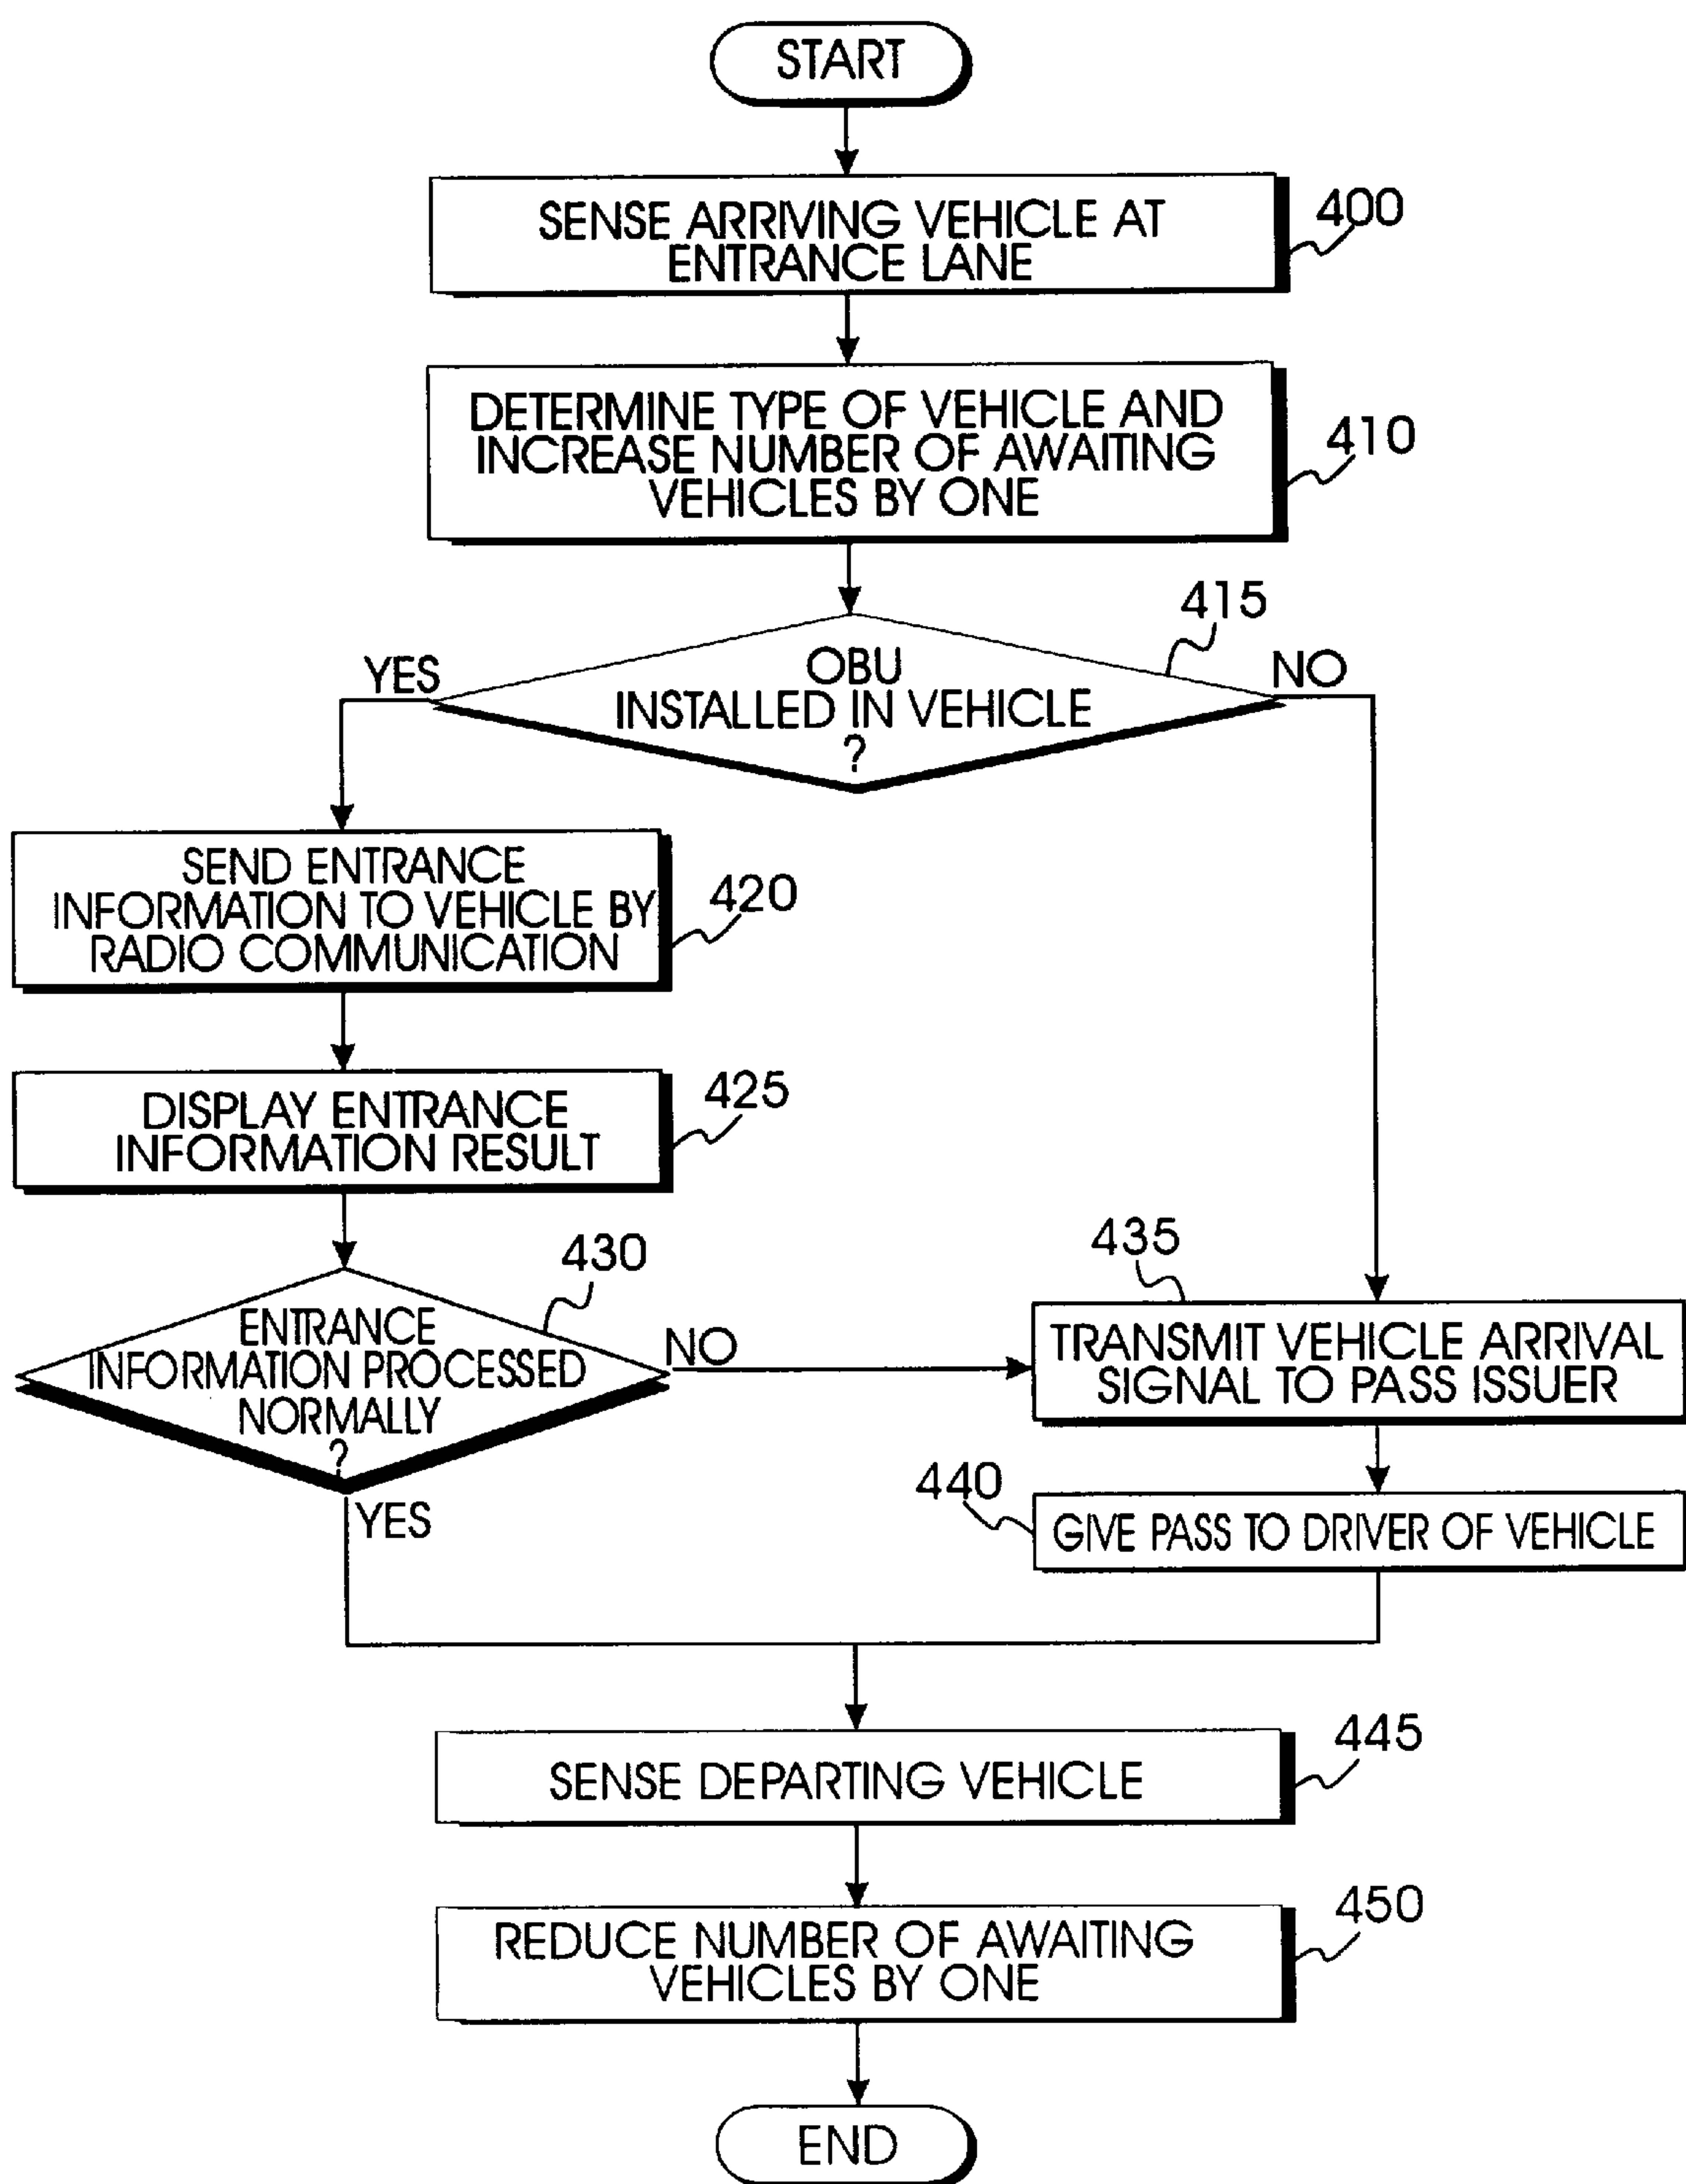 START
SENSE ARRIVING VEHICLE AT
ENTRANCE LANE
400
DETERMINE TYPE OF VEHICLE AND
INCREASE NUMBER OF AWAITING
VEHICLES BY ONE
410
415
YES
OBU
INSTALLED IN VEHICLE
?
NO
SEND ENTRANCE
INFORMATION TO VEHICLE BY
RADIO COMMUNICATION
420
DISPLAY ENTRANCE
INFORMATION RESULT
425
430
ENTRANCE
INFORMATION PROCESSED
NORMALLY
?
NO
YES
435
TRANSMIT VEHICLE ARRIVAL
SIGNAL TO PASS ISSUER
440
GIVE PASS TO DRIVER OF VEHICLE
SENSE DEPARTING VEHICLE
445
REDUCE NUMBER OF AWAITING
VEHICLES BY ONE
450
END